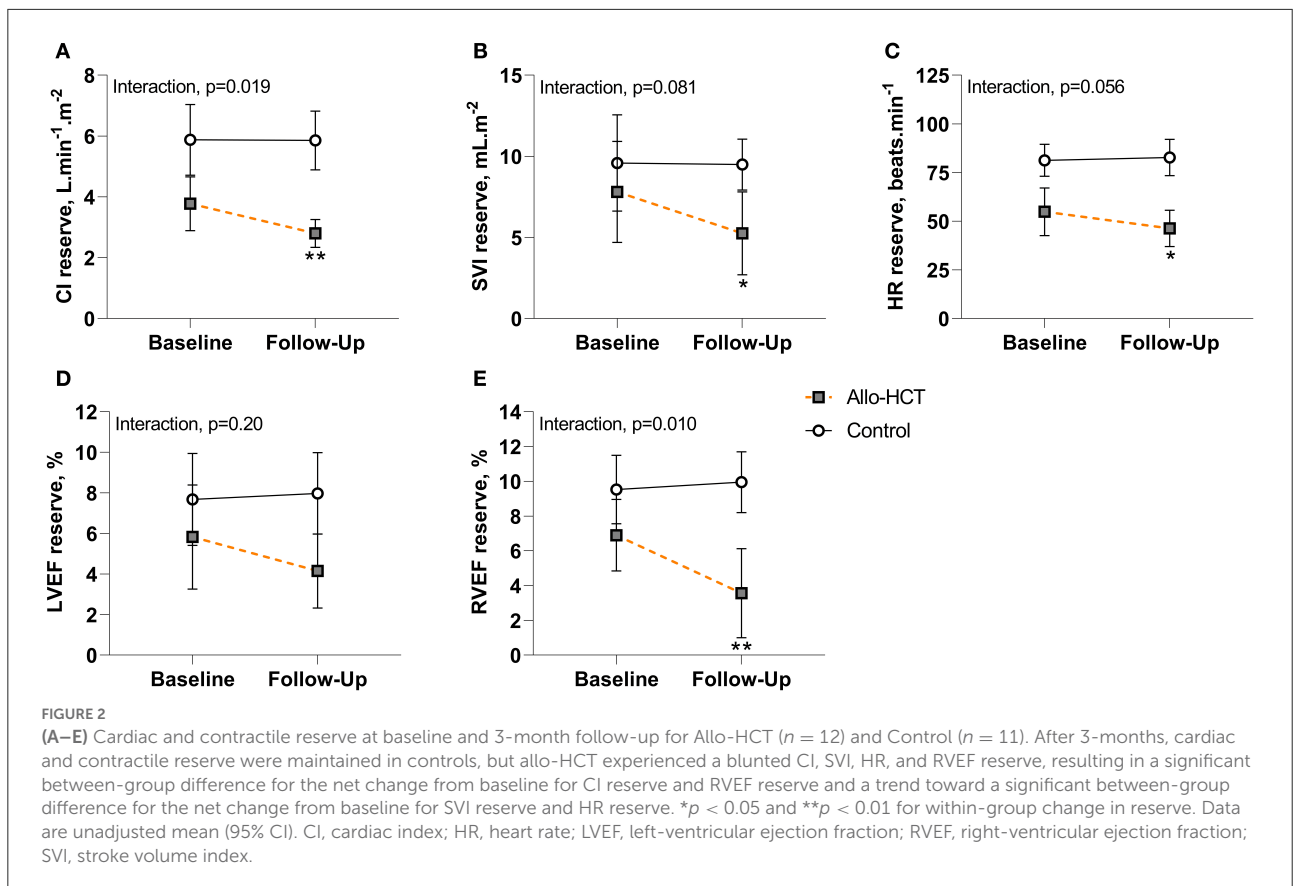 A
Interaction, p=0.019
CI reserve, L.min⁻¹.m⁻²
8
6
4
2
0
**
Baseline Follow-Up
B
Interaction, p=0.081
SVI reserve, mL.m⁻²
15
10
5
0
*
Baseline Follow-Up
C
Interaction, p=0.056
HR reserve, beats.min⁻¹
125
100
75
50
25
0
*
Baseline Follow-Up
D
Interaction, p=0.20
LVEF reserve, %
12
10
8
6
4
2
0
Baseline Follow-Up
E
Interaction, p=0.010
RVEF reserve, %
14
12
10
8
6
4
2
0
**
Baseline Follow-Up
Allo-HCT
Control
FIGURE 2
(A–E) Cardiac and contractile reserve at baseline and 3-month follow-up for Allo-HCT (n = 12) and Control (n = 11). After 3-months, cardiac
and contractile reserve were maintained in controls, but allo-HCT experienced a blunted CI, SVI, HR, and RVEF reserve, resulting in a significant
between-group difference for the net change from baseline for CI reserve and RVEF reserve and a trend toward a significant between-group
difference for the net change from baseline for SVI reserve and HR reserve. *p < 0.05 and **p < 0.01 for within-group change in reserve. Data
are unadjusted mean (95% CI). CI, cardiac index; HR, heart rate; LVEF, left-ventricular ejection fraction; RVEF, right-ventricular ejection fraction;
SVI, stroke volume index.